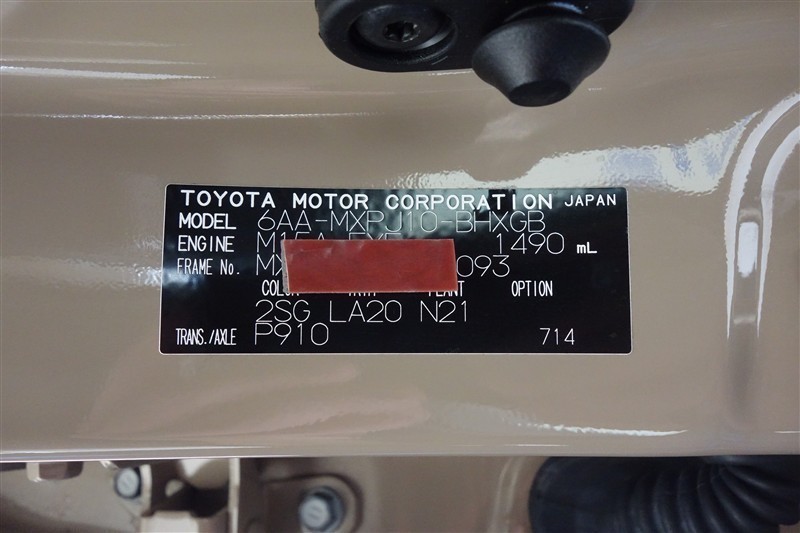 TOYOTA MOTOR CORPORATION JAPAN
MODEL 6AA-MXPJ10-BHXGB
ENGINE 1490 mL
FRAME No. 093
OPTION
2SG LA20 N21
TRANS./AXLE P910 714